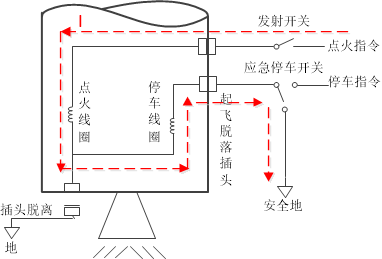 发射开关
点火指令
应急停车开关
停车指令
点火线圈
停车线圈
起飞脱落插头
安全地
插头脱离
地